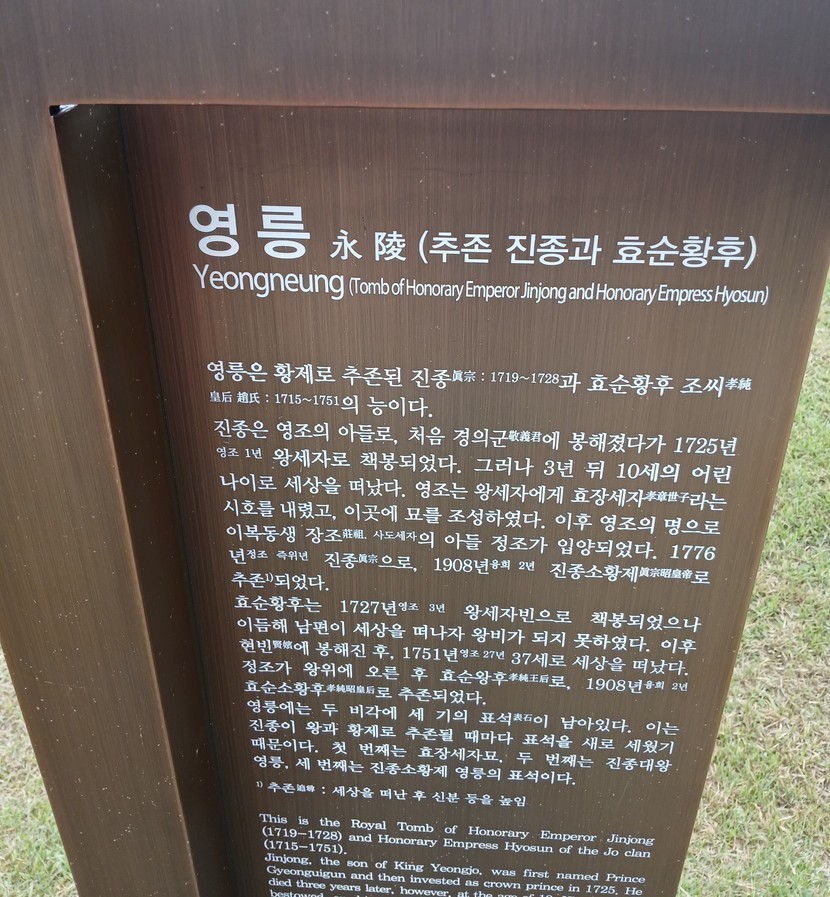 영릉 永陵 (추존 진종과 효순황후)
Yeongneung (Tomb of Honorary Emperor Jinjong and Honorary Empress Hyosun)
영릉은 황제로 추존된 진종眞宗 : 1719~1728과 효순황후 조씨孝純
皇后 趙氏 : 1715~1751의 능이다.
진종은 영조의 아들로, 처음 경의군敬義君에 봉해졌다가 1725년
영조 1년 왕세자로 책봉되었다. 그러나 3년 뒤 10세의 어린
나이로 세상을 떠났다. 영조는 왕세자에게 효장세자孝章世子라는
시호를 내렸고, 이곳에 묘를 조성하였다. 이후 영조의 명으로
이복동생 장조莊祖, 사도세자의 아들 정조가 입양되었다. 1776
년정조 즉위년 진종眞宗으로, 1908년융희 2년 진종소황제眞宗昭皇帝로
추존1)되었다.
효순황후는 1727년영조 3년 왕세자빈으로 책봉되었으나
이듬해 남편이 세상을 떠나자 왕비가 되지 못하였다. 이후
현빈賢嬪에 봉해진 후, 1751년영조 27년 37세로 세상을 떠났다.
정조가 왕위에 오른 후 효순왕후孝純王后로, 1908년융희 2년
효순소황후孝純昭皇后로 추존되었다.
영릉에는 두 비각에 세 기의 표석表石이 남아있다. 이는
진종이 왕과 황제로 추존될 때마다 표석을 새로 세웠기
때문이다. 첫 번째는 효장세자묘, 두 번째는 진종대왕
영릉, 세 번째는 진종소황제 영릉의 표석이다.
1) 추존追尊 : 세상을 떠난 후 신분 등을 높임
This is the Royal Tomb of Honorary Emperor Jinjong
(1719–1728) and Honorary Empress Hyosun of the Jo clan
(1715–1751).
Jinjong, the son of King Yeongjo, was first named Prince
Gyeonguigun and then invested as crown prince in 1725. He
died three years later, however, at the age of 10.